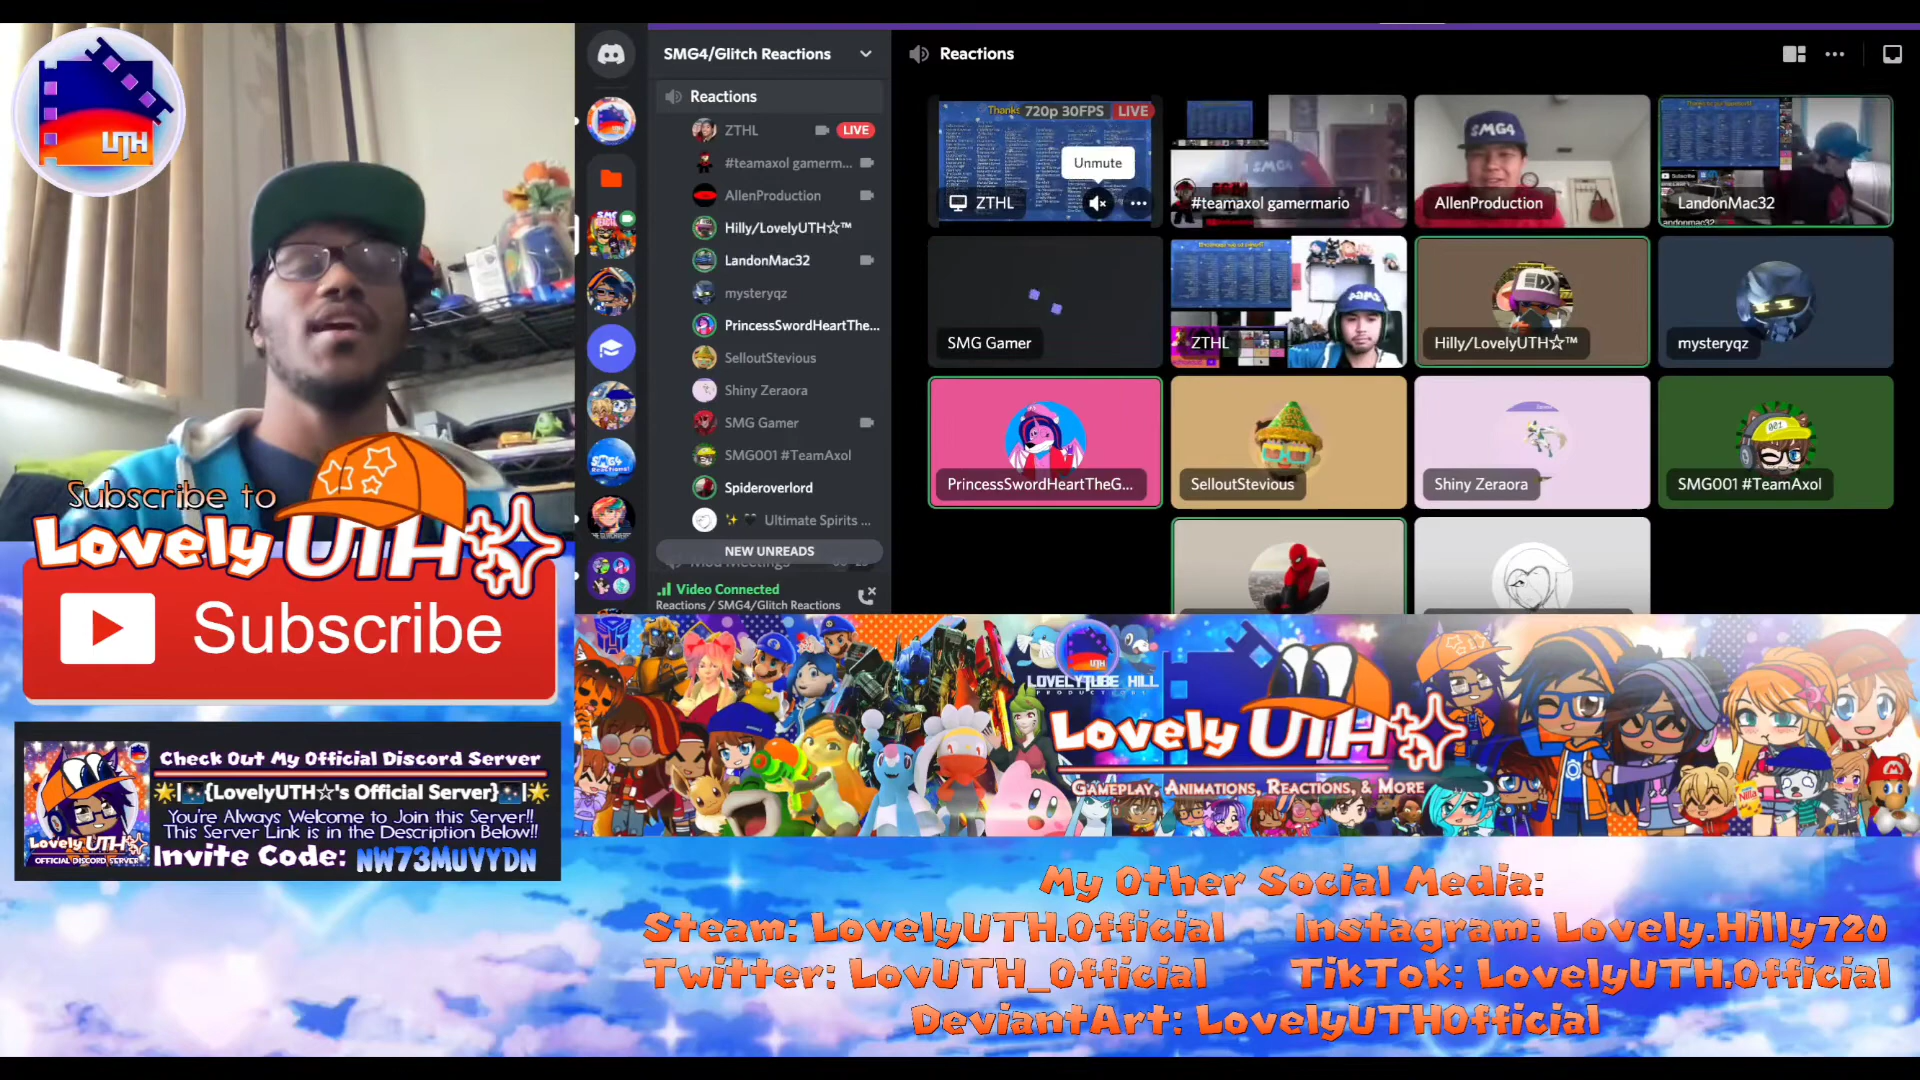 UTH
Subscribe to
Lovely UTH
Subscribe
Check Out My Official Discord Server
{LovelyUTH☆'s Official Server}
You're Always Welcome to Join this Server!!
This Server Link is in the Description Below!!
Invite Code: NW73MUVYDN
Lovely UTH
OFFICIAL DISCORD SERVER
SMG4/Glitch Reactions
Reactions
ZTHL
LIVE
#teamaxol gamerm...
AllenProduction
Hilly/LovelyUTH☆™
LandonMac32
mysteryqz
PrincessSwordHeartThe...
SelloutStevious
Shiny Zeraora
SMG Gamer
SMG001 #TeamAxol
Spideroverlord
✨🖤 Ultimate Spirits ...
NEW UNREADS
Video Connected
Reactions / SMG4/Glitch Reactions
Reactions
Thanks
720p 30FPS
LIVE
Unmute
ZTHL
#teamaxol gamermario
SMG4
AllenProduction
LandonMac32
SMG Gamer
ZTHL
Hilly/LovelyUTH☆™
mysteryqz
PrincessSwordHeartTheG...
SelloutStevious
Shiny Zeraora
SMG001 #TeamAxol
UTH
LOVELYTUBE HILL
PRODUCTIONS
Lovely UTH
Gameplay, Animations, Reactions, & More
My Other Social Media:
Steam: LovelyUTH.Official
Instagram: Lovely.Hilly720
Twitter: LovUTH_Official
TikTok: LovelyUTH.Official
DeviantArt: LovelyUTHOfficial